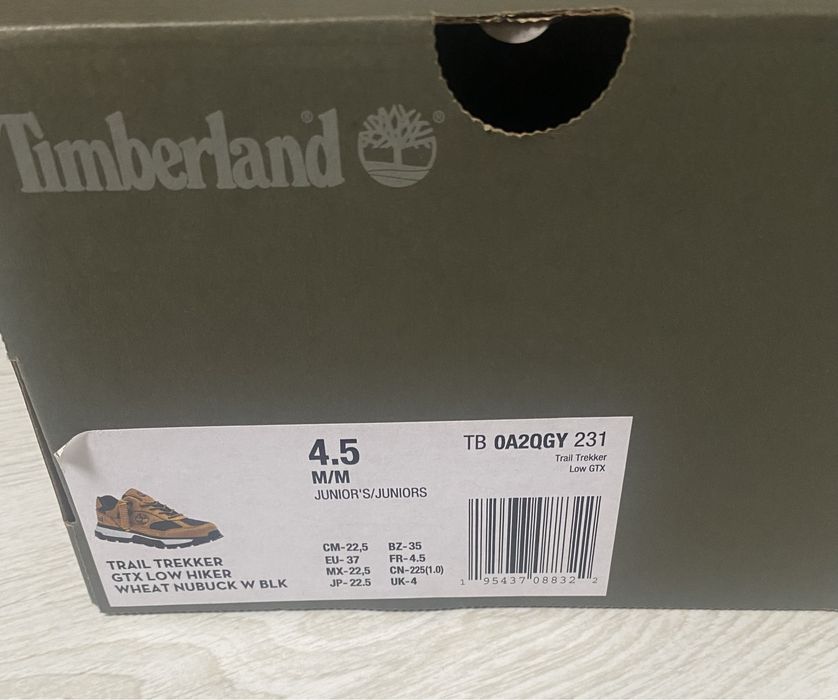 Timberland®
®
4.5
M/M
JUNIOR'S/JUNIORS
TB 0A2QGY 231
Trail Trekker
Low GTX
TRAIL TREKKER
GTX LOW HIKER
WHEAT NUBUCK W BLK
CM-22,5 BZ-35
EU-37 FR-4.5
MX-22,5 CN-225(1.0)
JP-22.5 UK-4
1 95437 08832 2